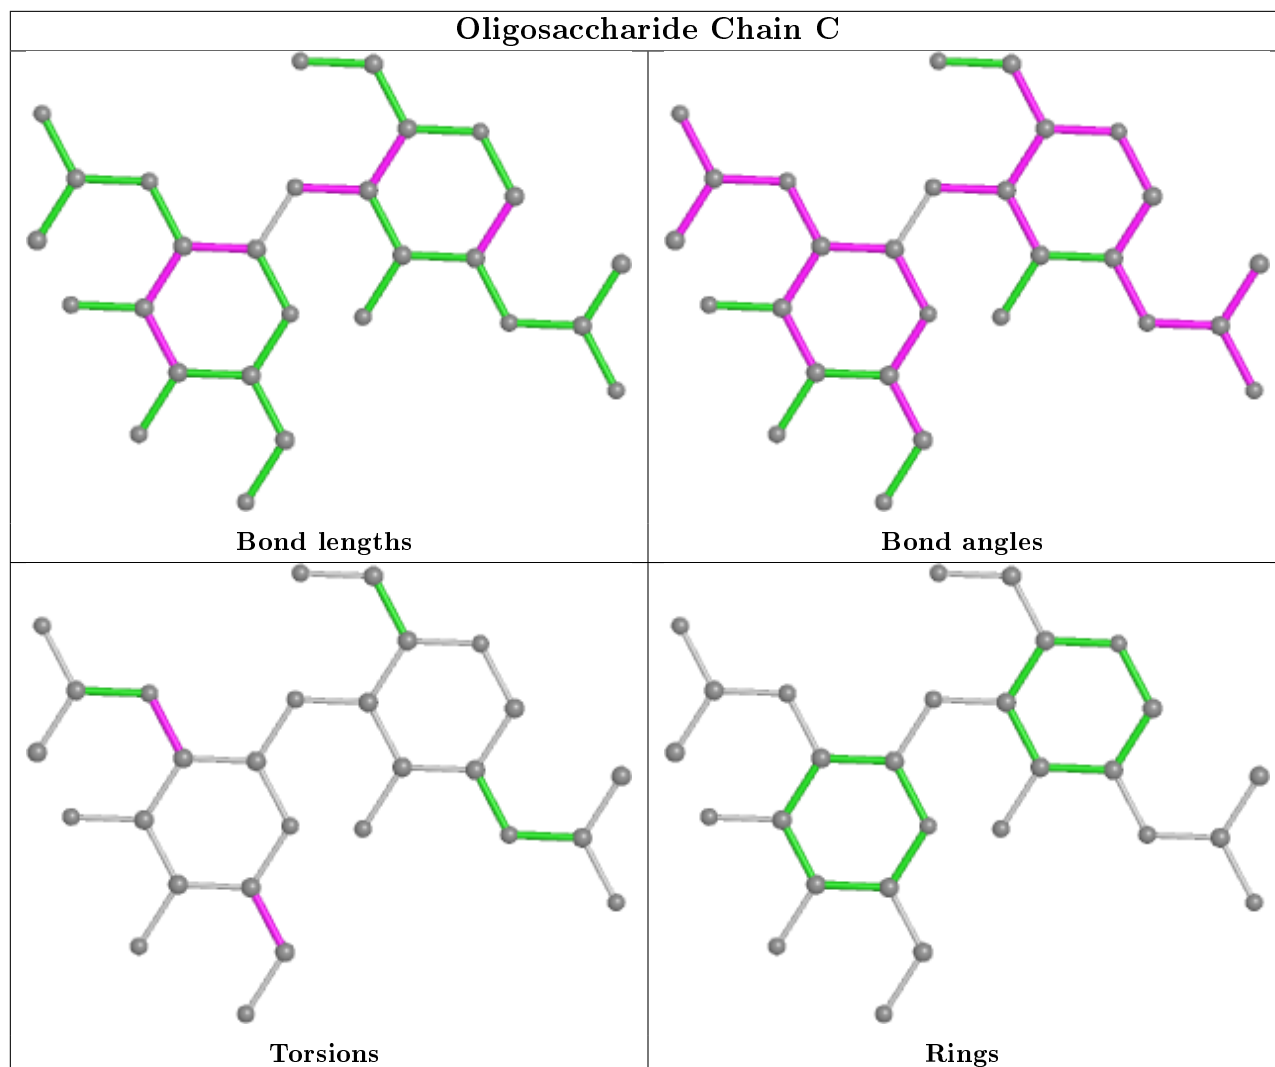 Oligosaccharide Chain C
Bond lengths
Bond angles
Torsions
Rings